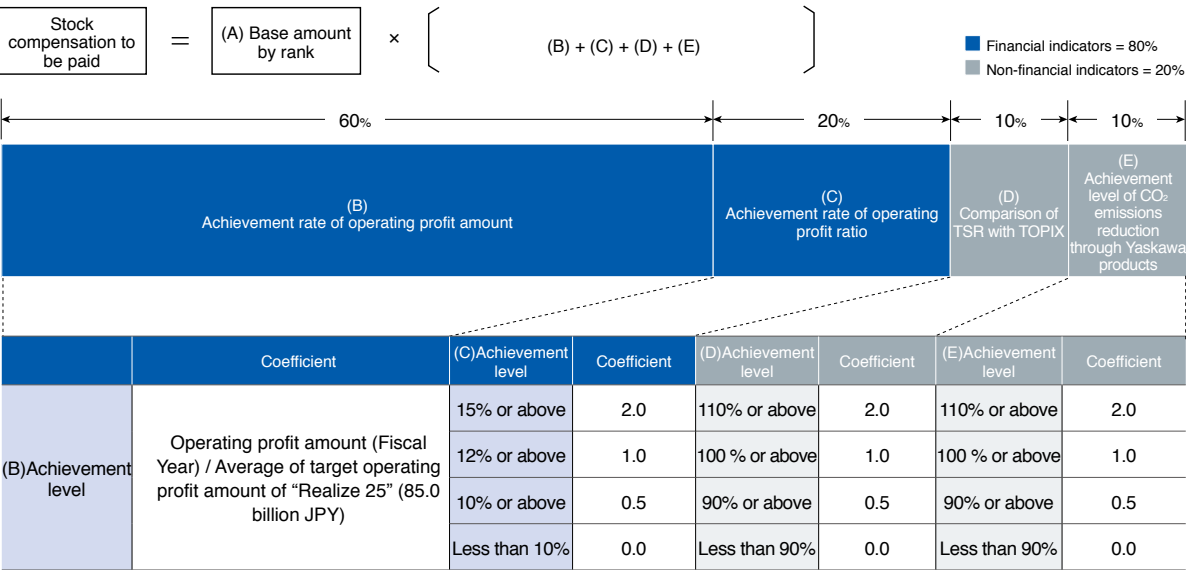 Stock
compensation to
be paid
=
(A) Base amount
by rank
×
(B) + (C) + (D) + (E)
Financial indicators = 80%
Non-financial indicators = 20%
60%
20%
10%
10%
(B)
Achievement rate of operating profit amount
(C)
Achievement rate of operating
profit ratio
(D)
Comparison of
TSR with TOPIX
(E)
Achievement
level of CO₂
emissions
reduction
through Yaskawa
products
Coefficient
(C)Achievement
level
Coefficient
(D)Achievement
level
Coefficient
(E)Achievement
level
Coefficient
(B)Achievement
level
Operating profit amount (Fiscal
Year) / Average of target operating
profit amount of “Realize 25” (85.0
billion JPY)
15% or above
2.0
110% or above
2.0
110% or above
2.0
12% or above
1.0
100 % or above
1.0
100 % or above
1.0
10% or above
0.5
90% or above
0.5
90% or above
0.5
Less than 10%
0.0
Less than 90%
0.0
Less than 90%
0.0